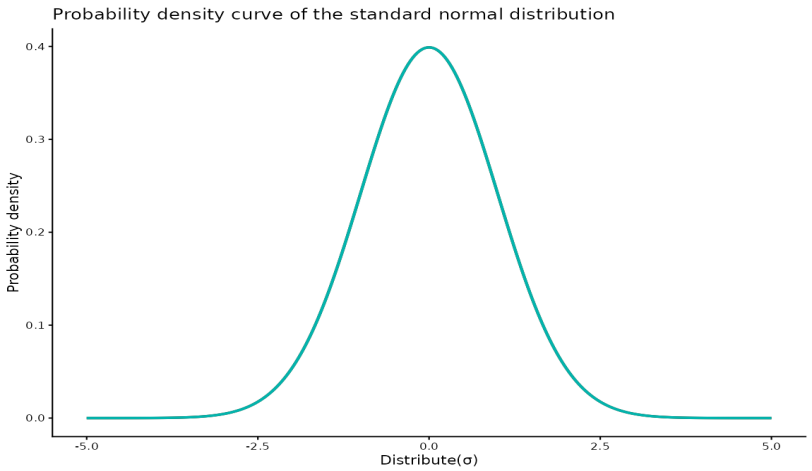 Probability density curve of the standard normal distribution
Probability density
0.4
0.3
0.2
0.1
0.0
-5.0 -2.5 0.0 2.5 5.0
Distribute(σ)